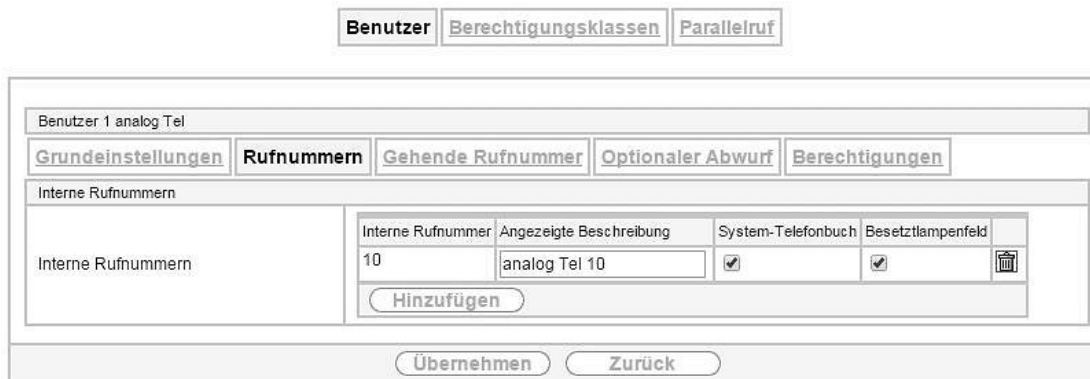 Benutzer Berechtigungsklassen Parallelruf
Benutzer 1 analog Tel
Grundeinstellungen Rufnummern Gehende Rufnummer Optionaler Abwurf Berechtigungen
Interne Rufnummern
Interne Rufnummer Angezeigte Beschreibung System-Telefonbuch Besetztlampenfeld
Interne Rufnummern 10 analog Tel 10
Hinzufügen
Übernehmen Zurück